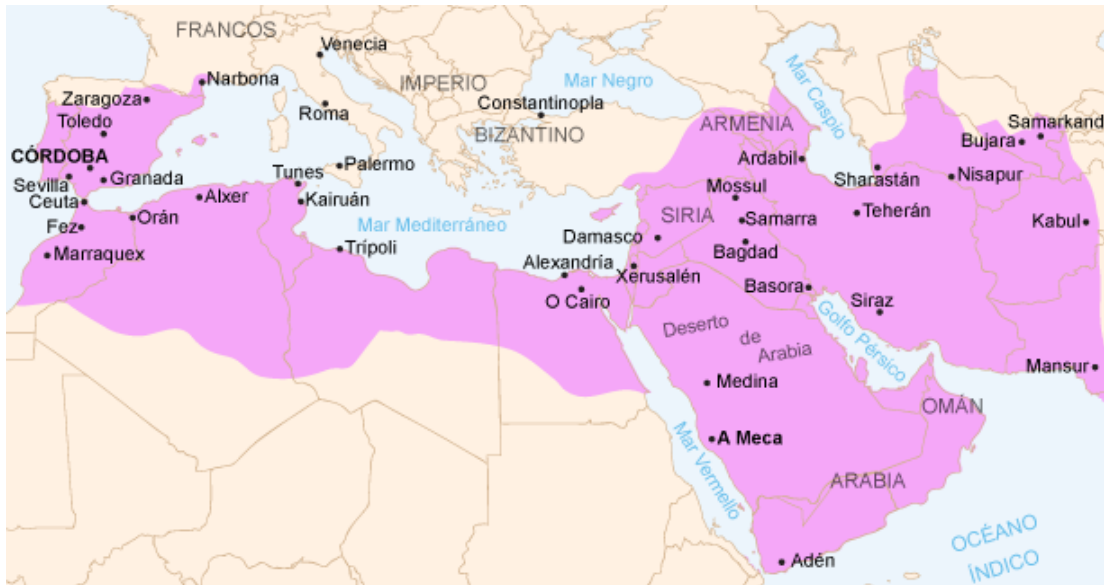 FRANCOS
Venecia
Narbona
IMPERIO
Mar Negro
Mar Caspio
Zaragoza
Roma
Constantinopla
Toledo
BIZANTINO
ARMENIA
Samarkand
Bujara
CÓRDOBA
Palermo
Ardabil
Sevilla
Granada
Tunes
Sharastán
Nisapur
Ceuta
Alxer
Kairuán
Mossul
Fez
Orán
Mar Mediterráneo
SIRIA
Samarra
Teherán
Kabul
Marraquex
Trípoli
Damasco
Bagdad
Alexandría
Xerusalén
O Cairo
Basora
Siraz
Golfo Pérsico
Deserto
de
Arabia
Mansur
Medina
OMÁN
A Meca
Mar Vermello
ARABIA
OCÉANO
ÍNDICO
Adén